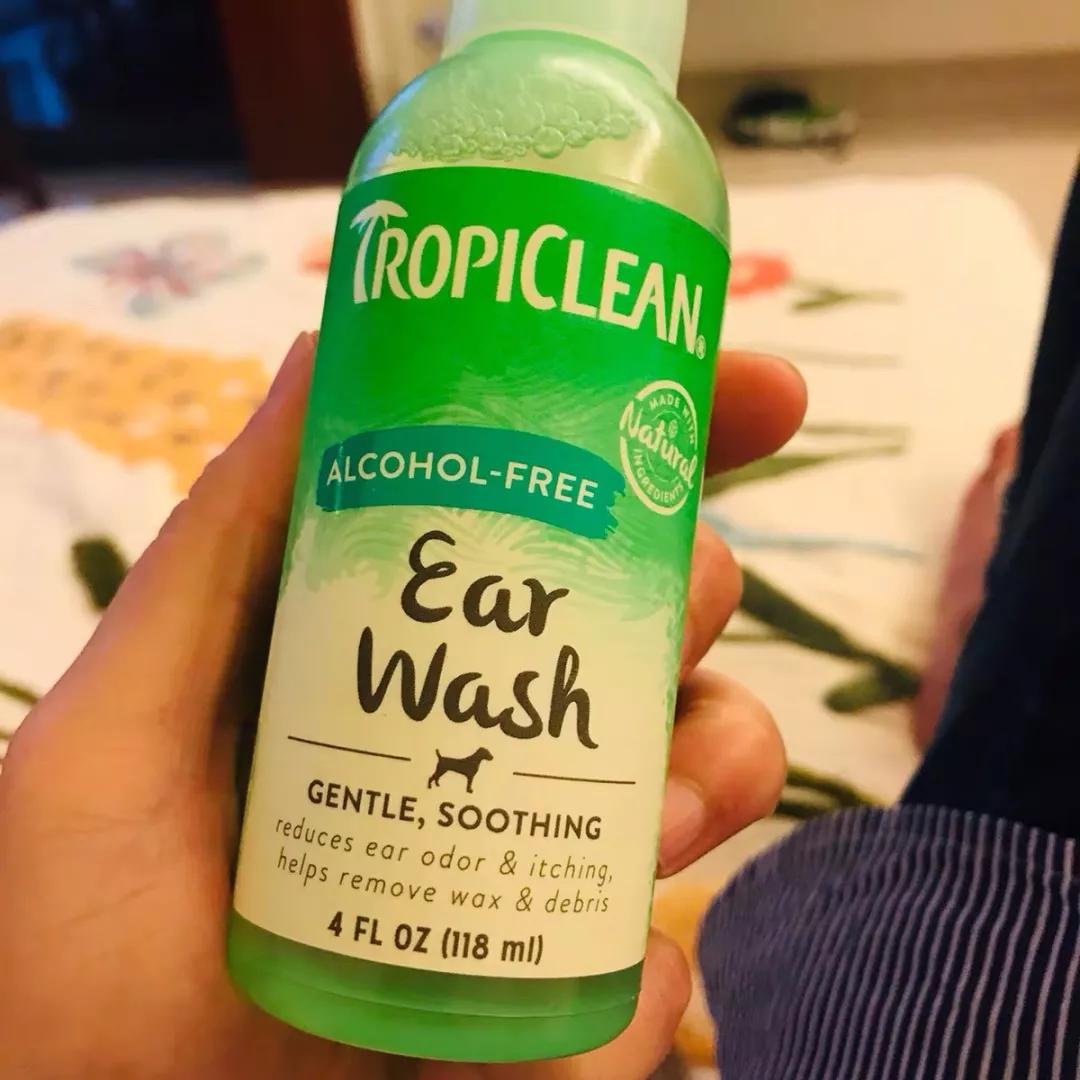 TROPICLEAN®
MADE WITH
Natural
INGREDIENTS
ALCOHOL-FREE
Ear
Wash
GENTLE, SOOTHING
reduces ear odor & itching,
helps remove wax & debris
4 FL OZ (118 ml)